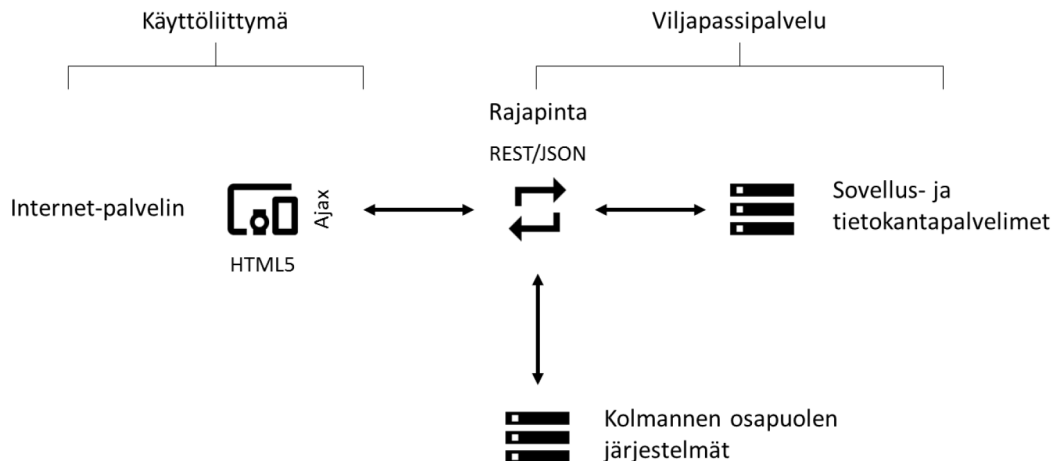 Käyttöliittymä
Viljapassipalvelu
Rajapinta
REST/JSON
Internet-palvelin
Ajax
HTML5
Sovellus- ja
tietokantapalvelimet
Kolmannen osapuolen
järjestelmät